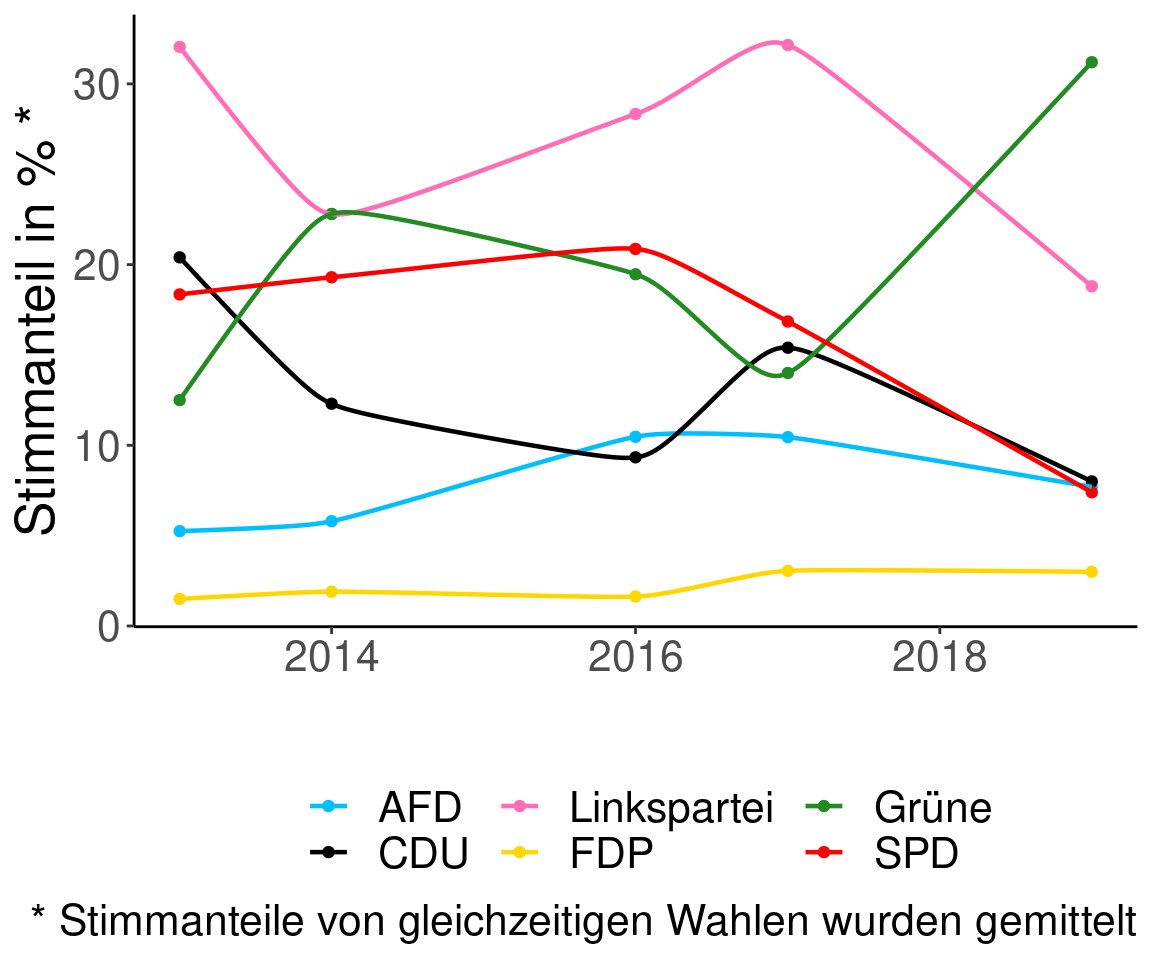 Stimmanteil in % *
30
20
10
0
2014 2016 2018
AFD Linkspartei Grüne
CDU FDP SPD
* Stimmanteile von gleichzeitigen Wahlen wurden gemittelt